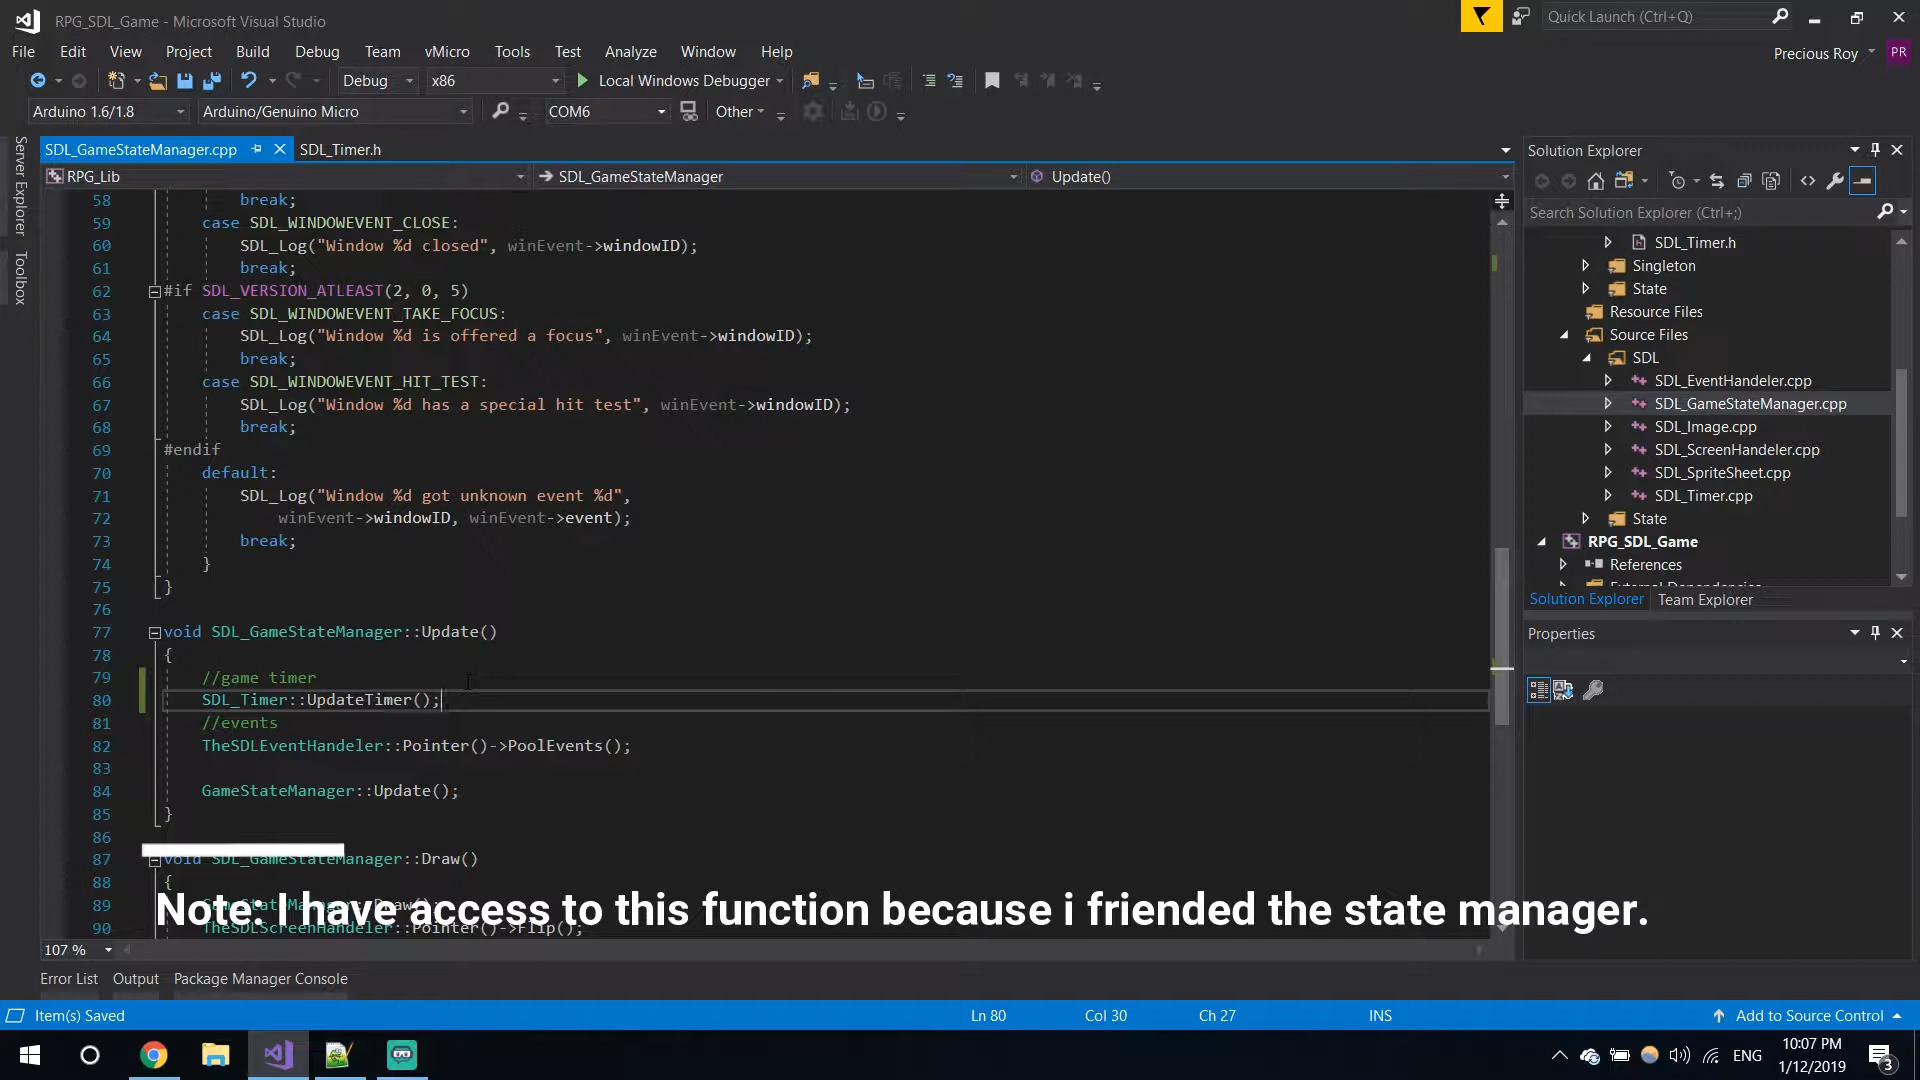 RPG_SDL_Game - Microsoft Visual Studio
Quick Launch (Ctrl+Q)
File Edit View Project Build Debug Team vMicro Tools Test Analyze Window Help
Precious Roy PR
Debug x86 Local Windows Debugger
Arduino 1.6/1.8 Arduino/Genuino Micro COM6 Other
Server Explorer
Toolbox
SDL_GameStateManager.cpp SDL_Timer.h
RPG_Lib SDL_GameStateManager Update()
58 break;
59 case SDL_WINDOWEVENT_CLOSE:
60 SDL_Log("Window %d closed", winEvent->windowID);
61 break;
62 #if SDL_VERSION_ATLEAST(2, 0, 5)
63 case SDL_WINDOWEVENT_TAKE_FOCUS:
64 SDL_Log("Window %d is offered a focus", winEvent->windowID);
65 break;
66 case SDL_WINDOWEVENT_HIT_TEST:
67 SDL_Log("Window %d has a special hit test", winEvent->windowID);
68 break;
69 #endif
70 default:
71 SDL_Log("Window %d got unknown event %d",
72 winEvent->windowID, winEvent->event);
73 break;
74 }
75 }
76
77 void SDL_GameStateManager::Update()
78 {
79 //game timer
80 SDL_Timer::UpdateTimer();
81 //events
82 TheSDLEventHandeler::Pointer()->PoolEvents();
83
84 GameStateManager::Update();
85 }
86
87 void SDL_GameStateManager::Draw()
88 {
89
Note: I have access to this function because i friended the state manager.
90 TheSDLScreenHandeler::Pointer()->Flip();
107 %
Error List Output Package Manager Console
Solution Explorer
Search Solution Explorer (Ctrl+;)
SDL_Timer.h
Singleton
State
Resource Files
Source Files
SDL
SDL_EventHandeler.cpp
SDL_GameStateManager.cpp
SDL_Image.cpp
SDL_ScreenHandeler.cpp
SDL_SpriteSheet.cpp
SDL_Timer.cpp
State
RPG_SDL_Game
References
Solution Explorer Team Explorer
Properties
Item(s) Saved Ln 80 Col 30 Ch 27 INS Add to Source Control
ENG 10:07 PM
1/12/2019 3